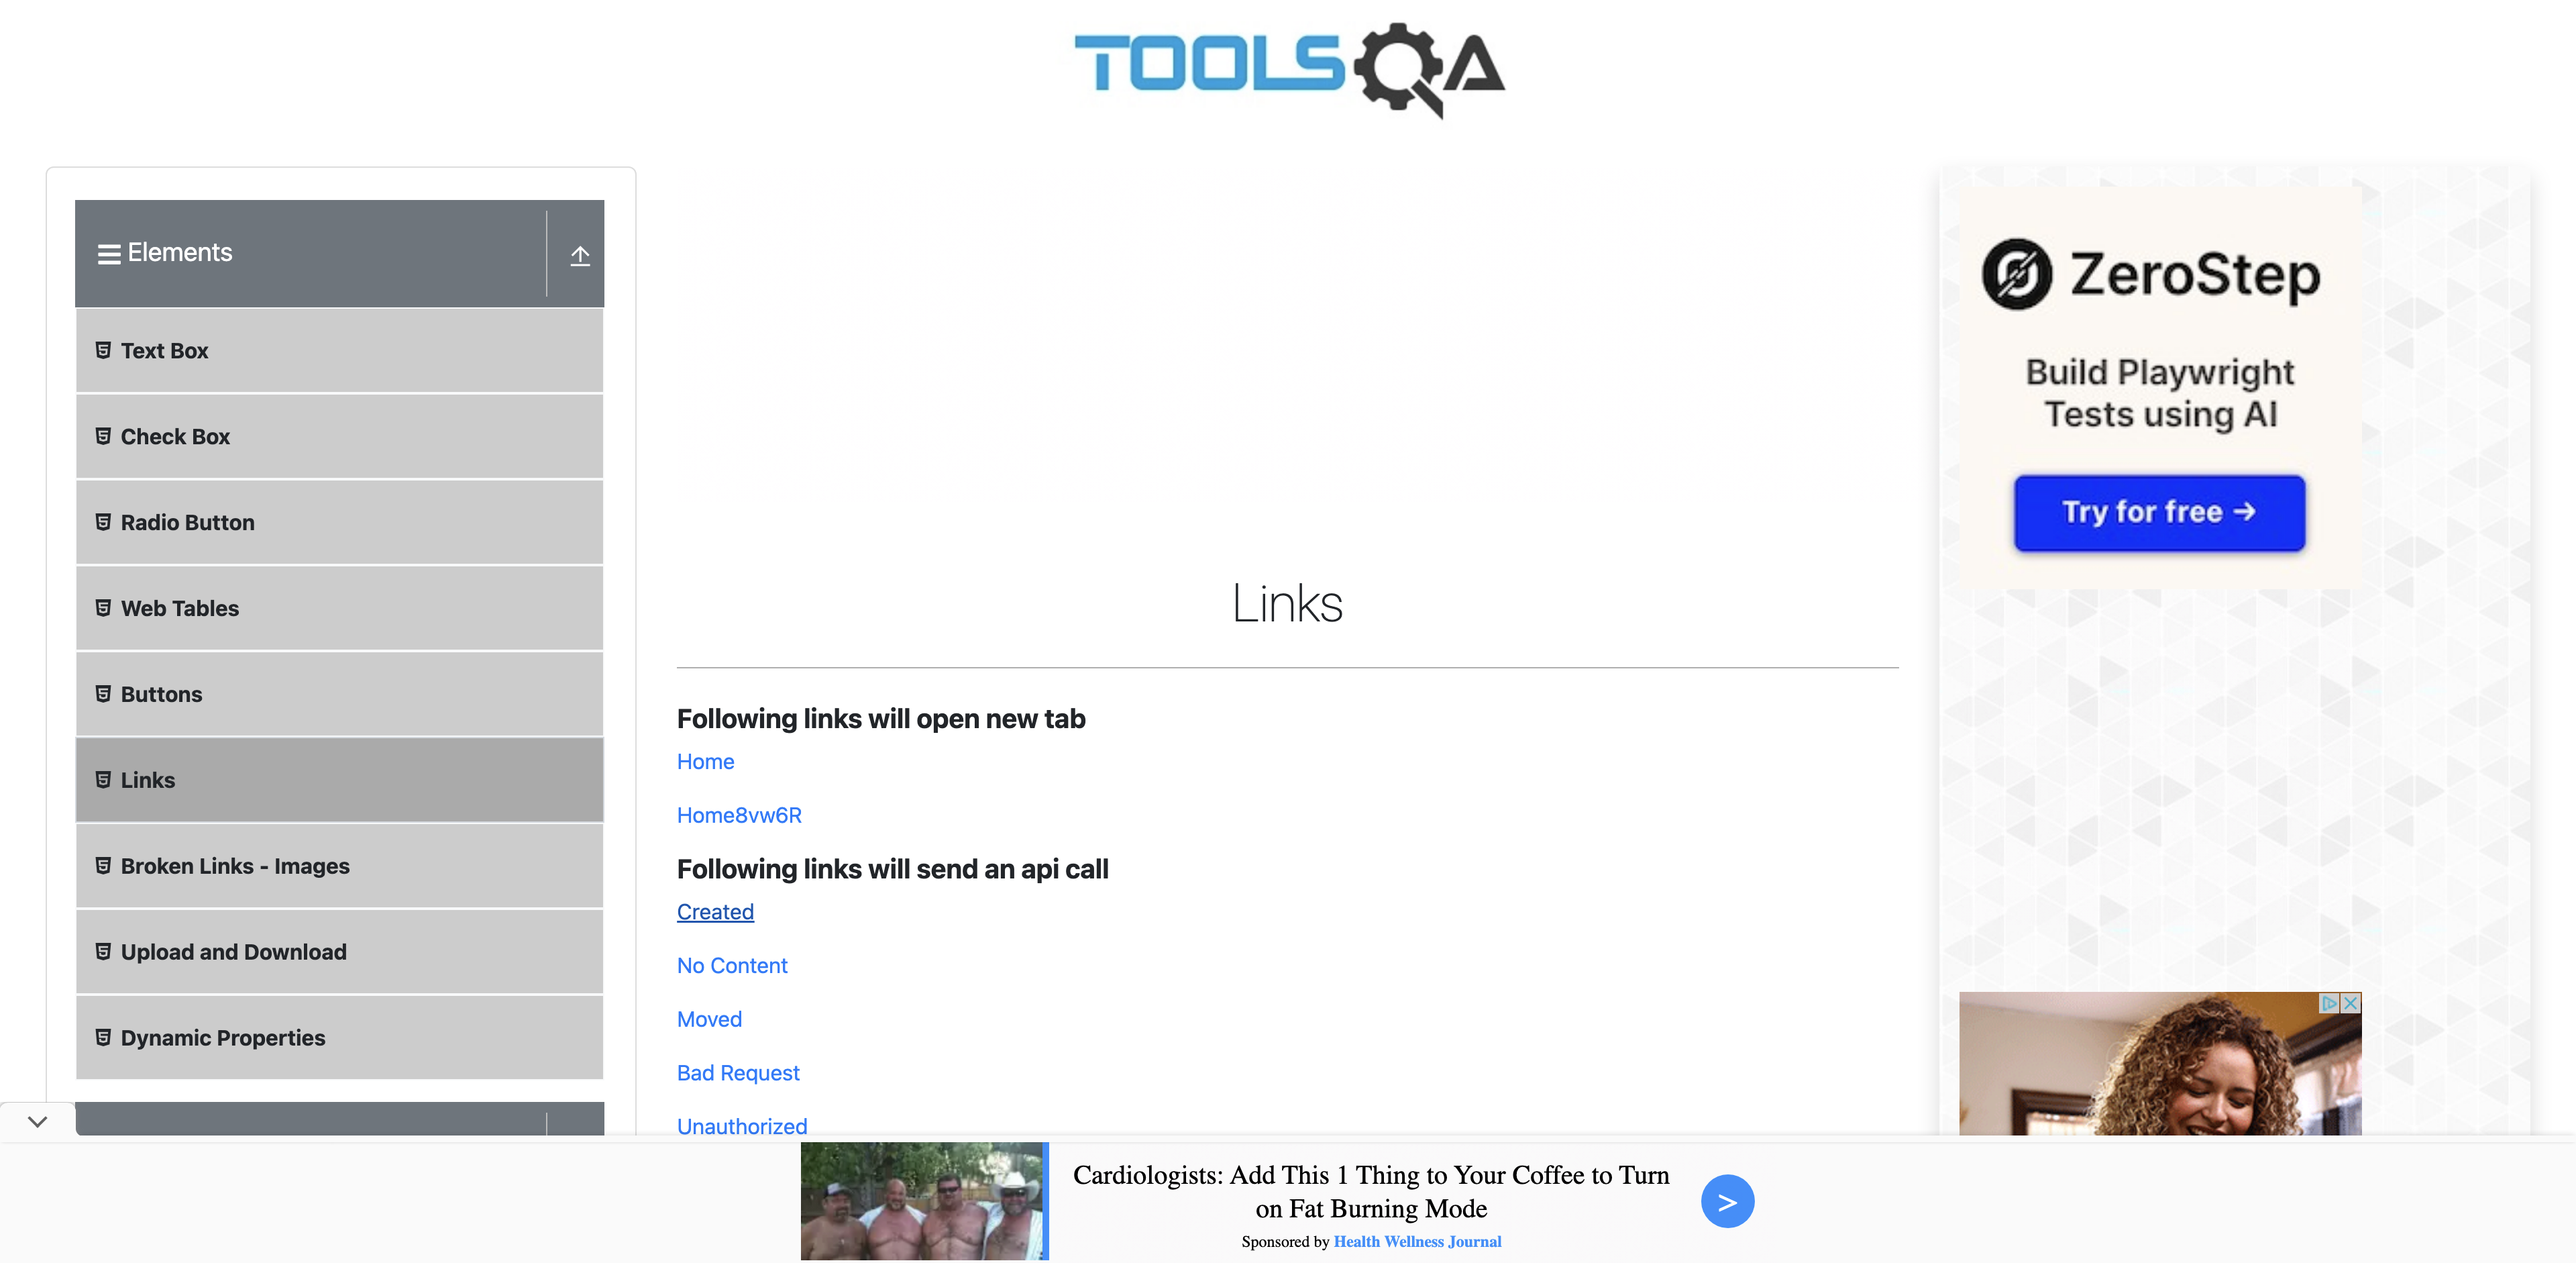 TOOLSQA
Elements
Text Box
Check Box
Radio Button
Web Tables
Buttons
Links
Broken Links - Images
Upload and Download
Dynamic Properties
Links
Following links will open new tab
Home
Home8vw6R
Following links will send an api call
Created
No Content
Moved
Bad Request
Unauthorized
ZeroStep
Build Playwright
Tests using AI
Try for free →
Cardiologists: Add This 1 Thing to Your Coffee to Turn
on Fat Burning Mode
Sponsored by Health Wellness Journal